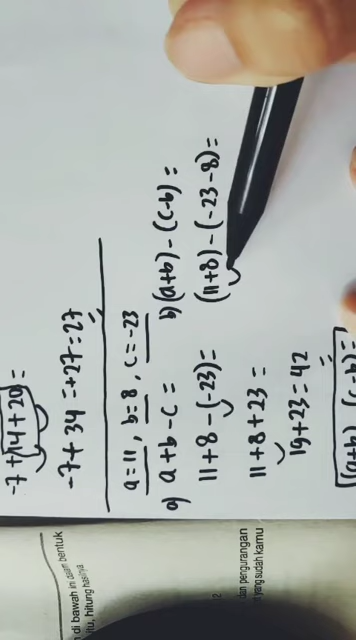 -7+(14+20)=
-7+34=+27=27
a=11, b=8, c=-23
a) a+b-c=
11+8-(-23)=
11+8+23=
19+23=42
b) (a+b)-(c-b)=
(11+8)-(-23-8)=
(a+b) (c-b)=
di bawah ini dalam bentuk
itu, hitung hasilnya
dan pengurangan
yang sudah kamu